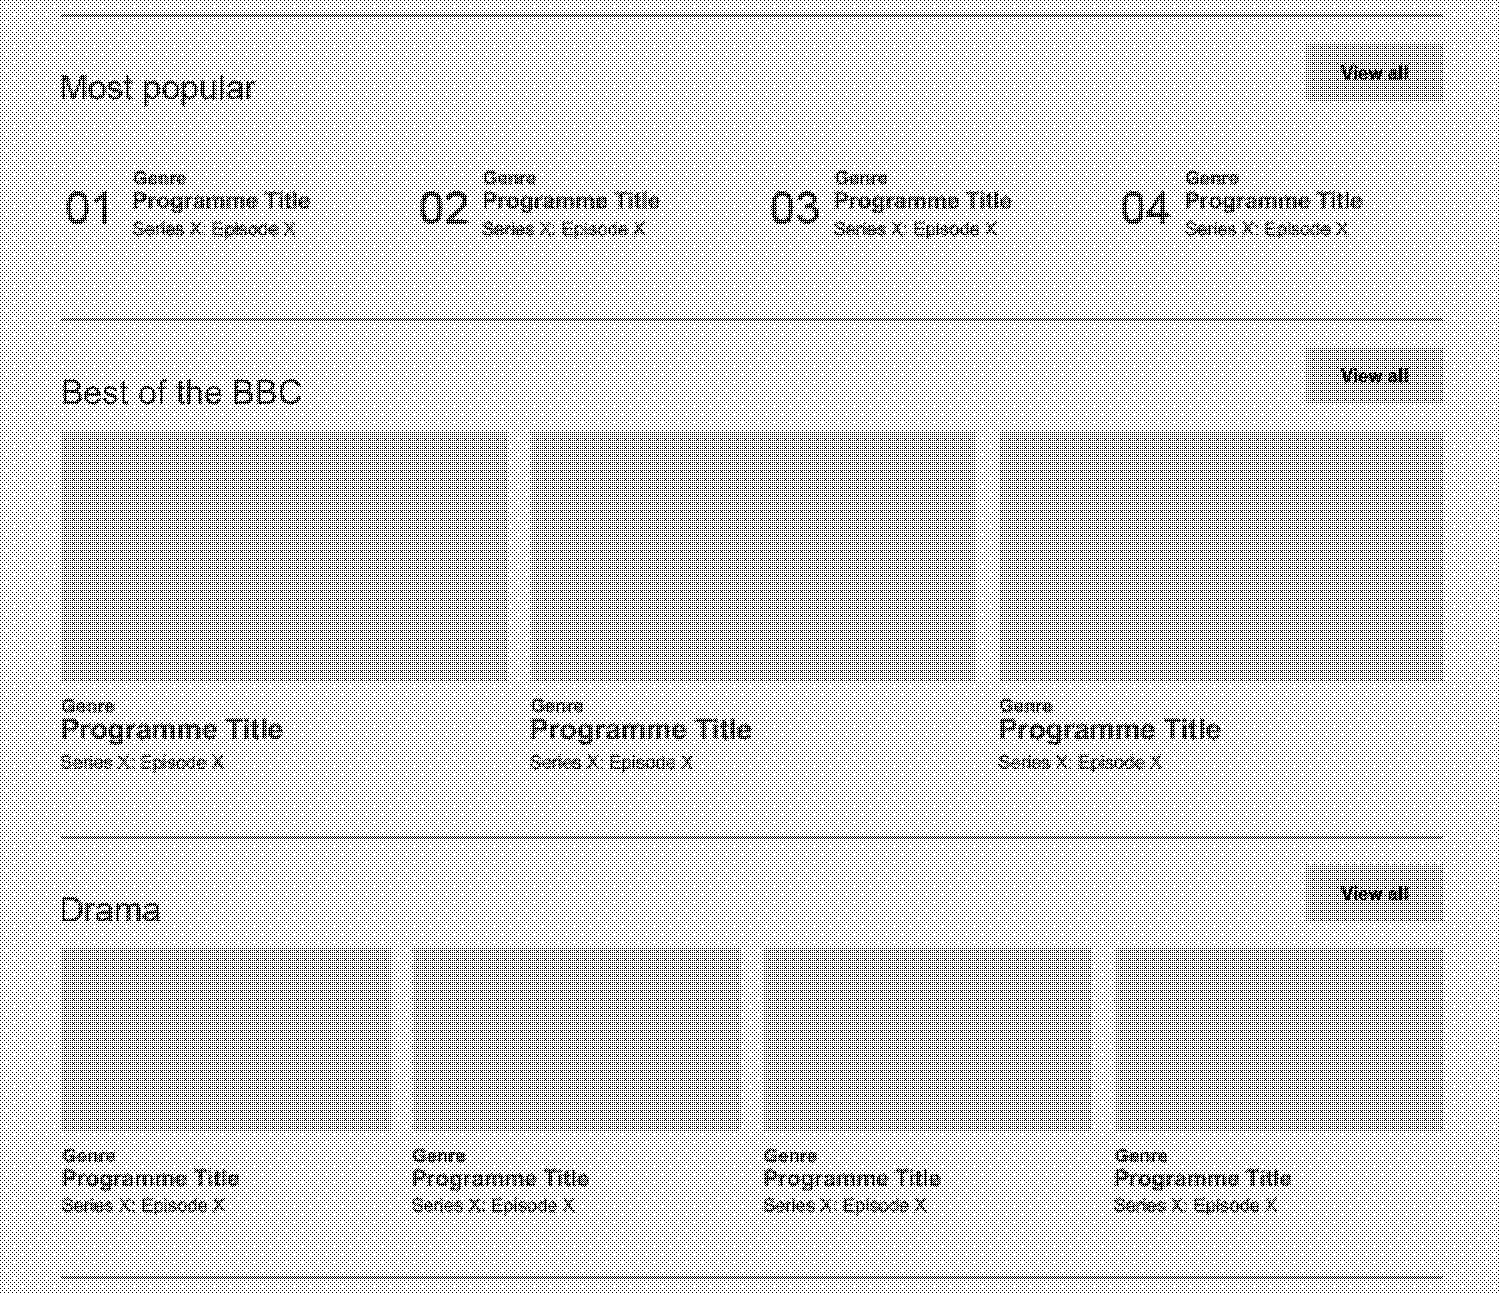 Most popular
View all
01
Genre
Programme Title
Series X: Episode X
02
Genre
Programme Title
Series X: Episode X
03
Genre
Programme Title
Series X: Episode X
04
Genre
Programme Title
Series X: Episode X
Best of the BBC
View all
Genre
Programme Title
Series X: Episode X
Genre
Programme Title
Series X: Episode X
Genre
Programme Title
Series X: Episode X
Drama
View all
Genre
Programme Title
Series X: Episode X
Genre
Programme Title
Series X: Episode X
Genre
Programme Title
Series X: Episode X
Genre
Programme Title
Series X: Episode X